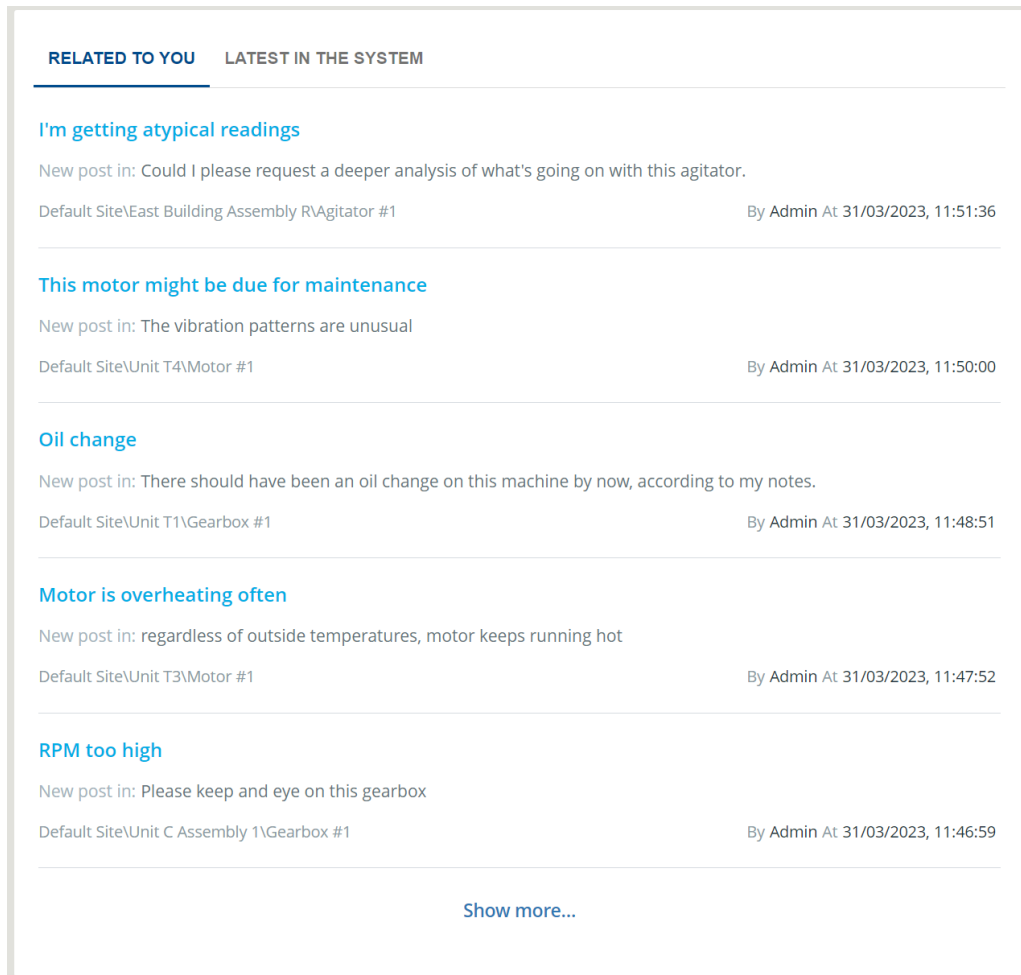 RELATED TO YOU LATEST IN THE SYSTEM
I'm getting atypical readings
New post in: Could I please request a deeper analysis of what's going on with this agitator.
Default Site\East Building Assembly R\Agitator #1 By Admin At 31/03/2023, 11:51:36
This motor might be due for maintenance
New post in: The vibration patterns are unusual
Default Site\Unit T4\Motor #1 By Admin At 31/03/2023, 11:50:00
Oil change
New post in: There should have been an oil change on this machine by now, according to my notes.
Default Site\Unit T1\Gearbox #1 By Admin At 31/03/2023, 11:48:51
Motor is overheating often
New post in: regardless of outside temperatures, motor keeps running hot
Default Site\Unit T3\Motor #1 By Admin At 31/03/2023, 11:47:52
RPM too high
New post in: Please keep and eye on this gearbox
Default Site\Unit C Assembly 1\Gearbox #1 By Admin At 31/03/2023, 11:46:59
Show more...